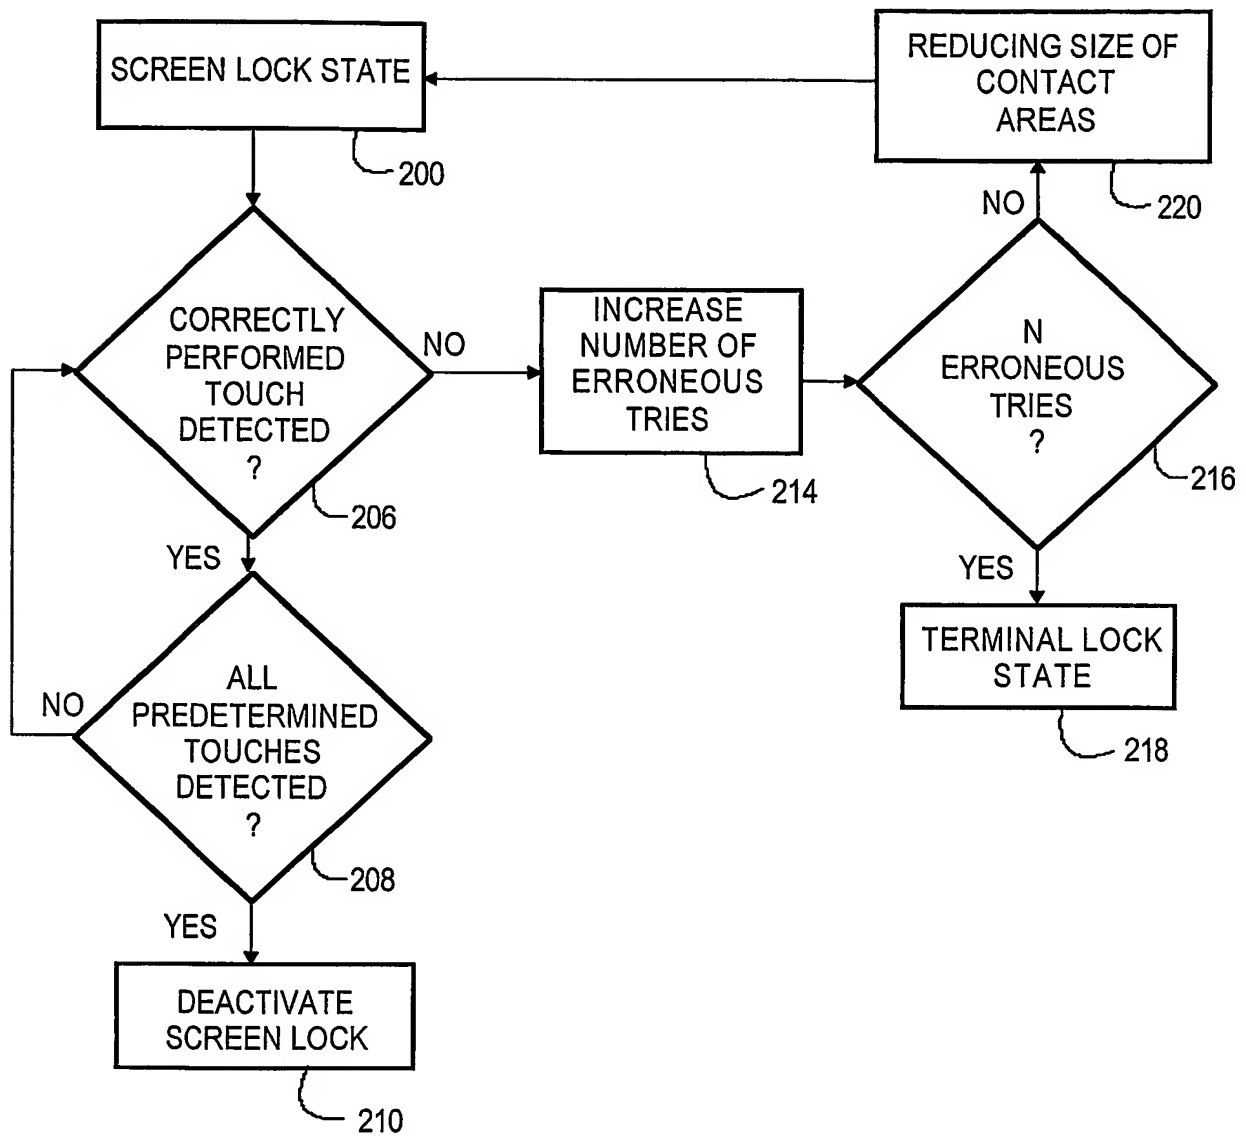 SCREEN LOCK STATE
200
REDUCING SIZE OF
CONTACT
AREAS
220
NO
CORRECTLY
PERFORMED
TOUCH
DETECTED
?
206
NO
INCREASE
NUMBER OF
ERRONEOUS
TRIES
214
N
ERRONEOUS
TRIES
?
216
YES
YES
TERMINAL LOCK
STATE
218
ALL
PREDETERMINED
TOUCHES
DETECTED
?
208
NO
YES
DEACTIVATE
SCREEN LOCK
210